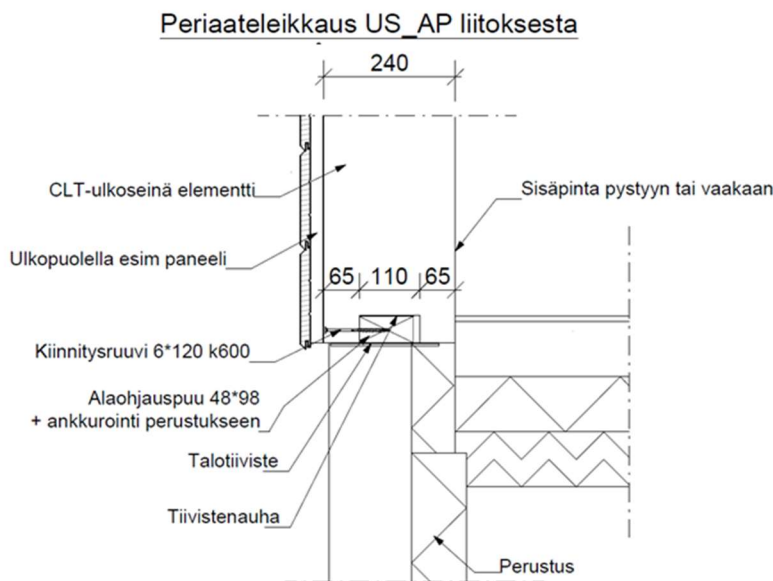 Periaateleikkaus US_AP liitoksesta
240
CLT-ulkoseinä elementti
Sisäpinta pystyyn tai vaakaan
Ulkopuolella esim paneeli
65 110 65
Kiinnitysruuvi 6*120 k600
Alaohjauspuu 48*98
+ ankkurointi perustukseen
Talotiiviste
Tiivistenauha
Perustus